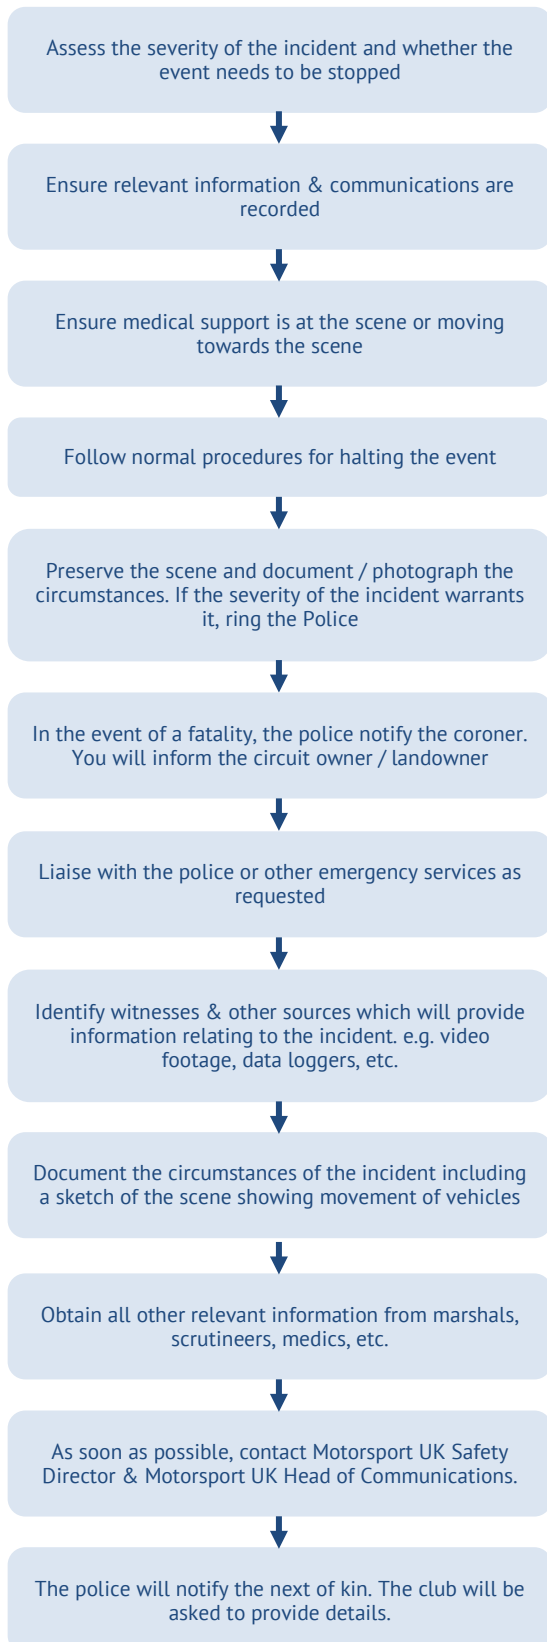 Assess the severity of the incident and whether the
event needs to be stopped
Ensure relevant information & communications are
recorded
Ensure medical support is at the scene or moving
towards the scene
Follow normal procedures for halting the event
Preserve the scene and document / photograph the
circumstances. If the severity of the incident warrants
it, ring the Police
In the event of a fatality, the police notify the coroner.
You will inform the circuit owner / landowner
Liaise with the police or other emergency services as
requested
Identify witnesses & other sources which will provide
information relating to the incident. e.g. video
footage, data loggers, etc.
Document the circumstances of the incident including
a sketch of the scene showing movement of vehicles
Obtain all other relevant information from marshals,
scrutineers, medics, etc.
As soon as possible, contact Motorsport UK Safety
Director & Motorsport UK Head of Communications.
The police will notify the next of kin. The club will be
asked to provide details.